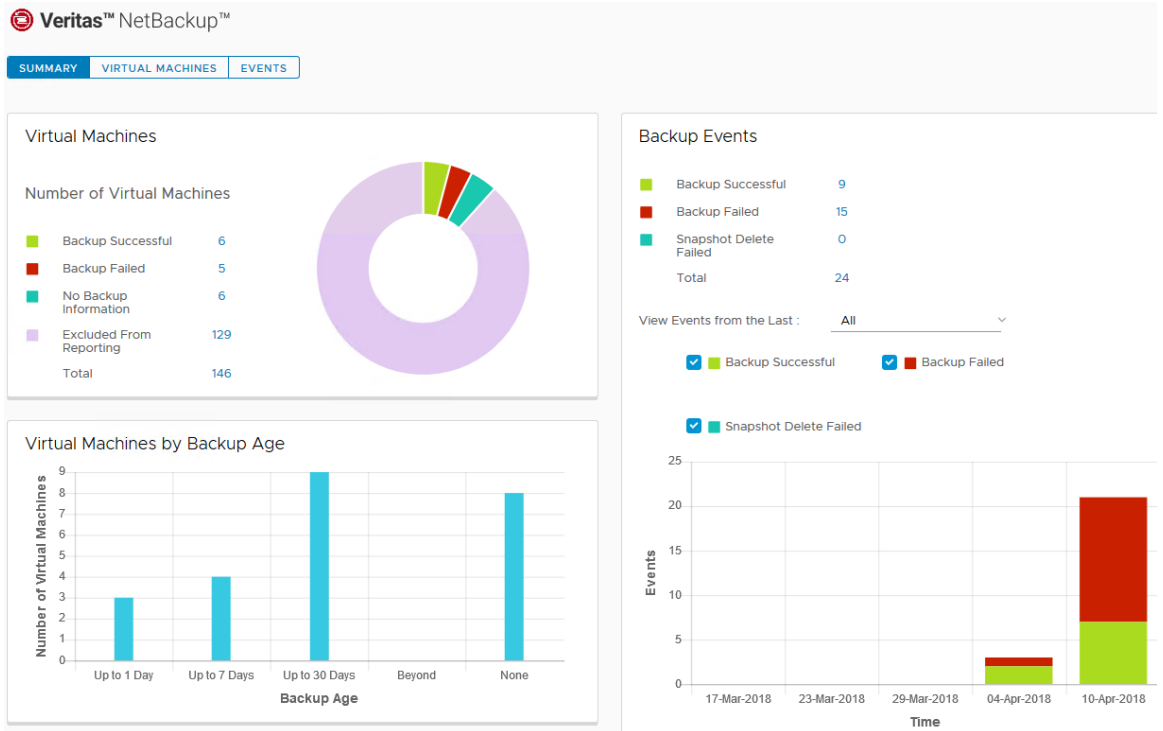 Veritas™ NetBackup™
SUMMARY VIRTUAL MACHINES EVENTS
Virtual Machines
Number of Virtual Machines
Backup Successful 6
Backup Failed 5
No Backup
Information 6
Excluded From
Reporting 129
Total 146
Virtual Machines by Backup Age
Number of Virtual Machines
9
8
7
6
5
4
3
2
1
0
Up to 1 Day Up to 7 Days Up to 30 Days Beyond None
Backup Age
Backup Events
Backup Successful 9
Backup Failed 15
Snapshot Delete
Failed 0
Total 24
View Events from the Last : All
Backup Successful Backup Failed
Snapshot Delete Failed
Events
25
20
15
10
5
0
17-Mar-2018 23-Mar-2018 29-Mar-2018 04-Apr-2018 10-Apr-2018
Time